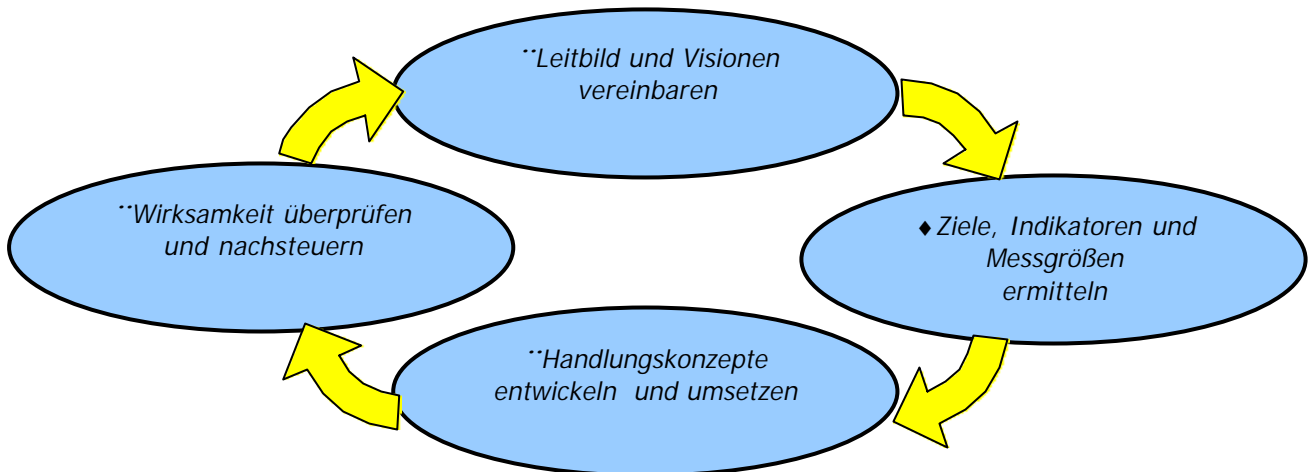 ¨Leitbild und Visionen
vereinbaren
¨Wirksamkeit überprüfen
und nachsteuern
♦ Ziele, Indikatoren und
Messgrößen
ermitteln
¨Handlungskonzepte
entwickeln und umsetzen